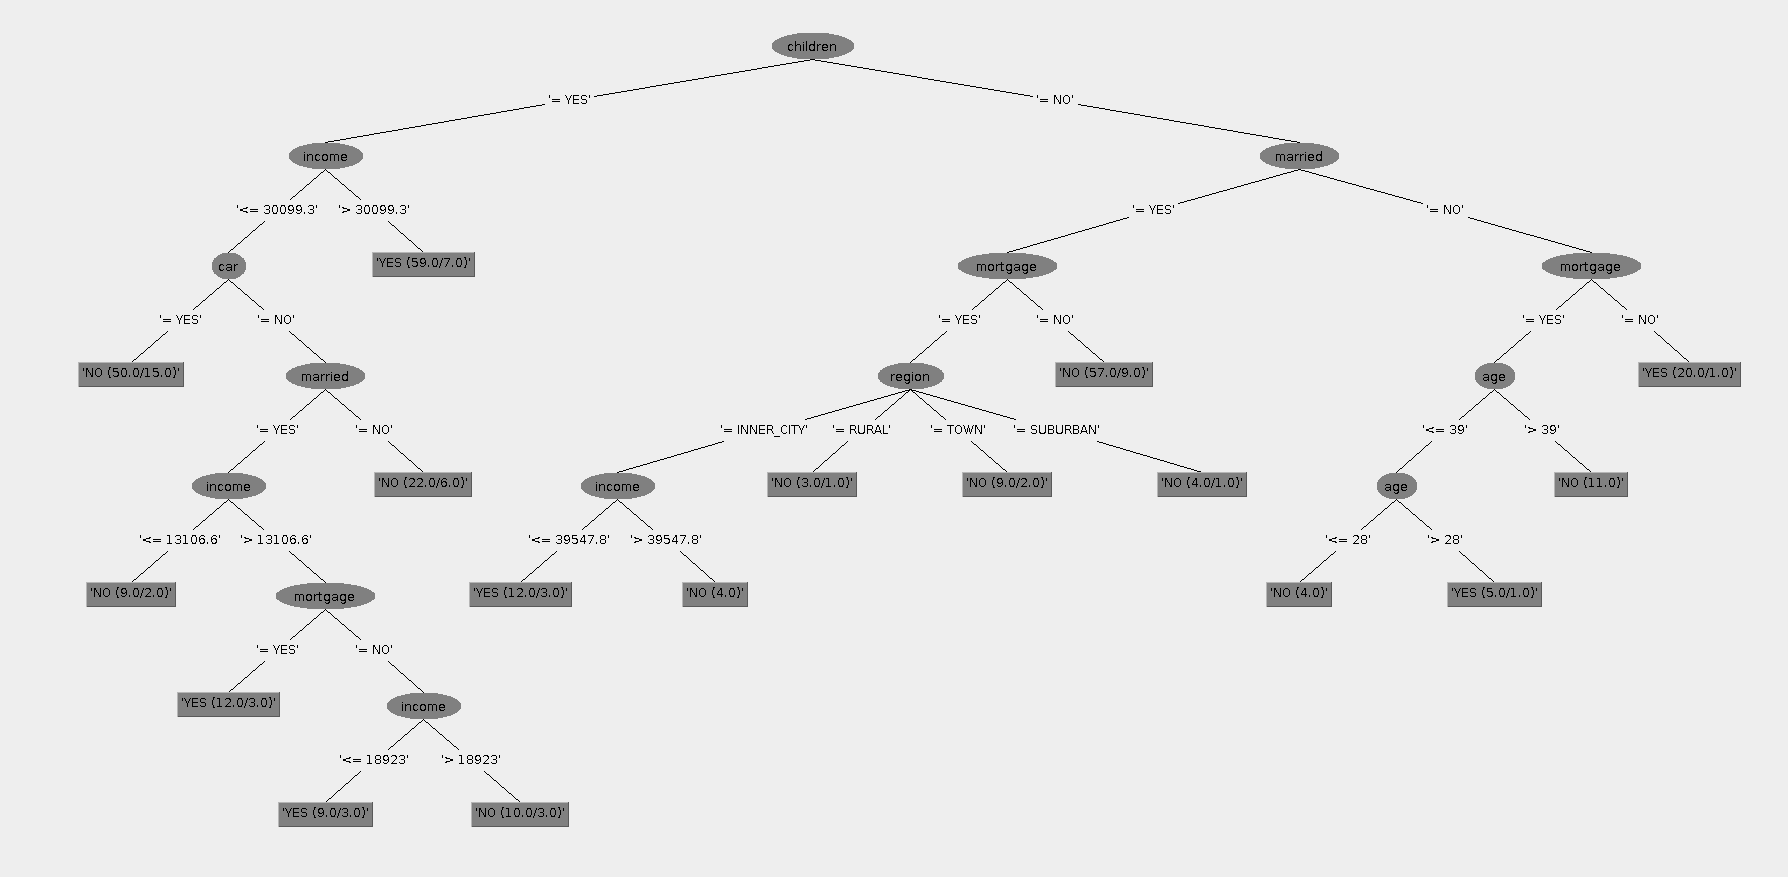 children
'= YES' '= NO'
income married
'<= 30099.3' '> 30099.3' '= YES' '= NO'
car 'YES (59.0/7.0)' mortgage mortgage
'= YES' '= NO' '= YES' '= NO' '= YES' '= NO'
'NO (50.0/15.0)' married region 'NO (57.0/9.0)' age 'YES (20.0/1.0)'
'= YES' '= NO' '= INNER_CITY' '= RURAL' '= TOWN' '= SUBURBAN' '<= 39' '> 39'
income 'NO (22.0/6.0)' income 'NO (3.0/1.0)' 'NO (9.0/2.0)' 'NO (4.0/1.0)' age 'NO (11.0)'
'<= 13106.6' '> 13106.6' '<= 39547.8' '> 39547.8' '<= 28' '> 28'
'NO (9.0/2.0)' mortgage 'YES (12.0/3.0)' 'NO (4.0)' 'NO (4.0)' 'YES (5.0/1.0)'
'= YES' '= NO'
'YES (12.0/3.0)' income
'<= 18923' '> 18923'
'YES (9.0/3.0)' 'NO (10.0/3.0)'